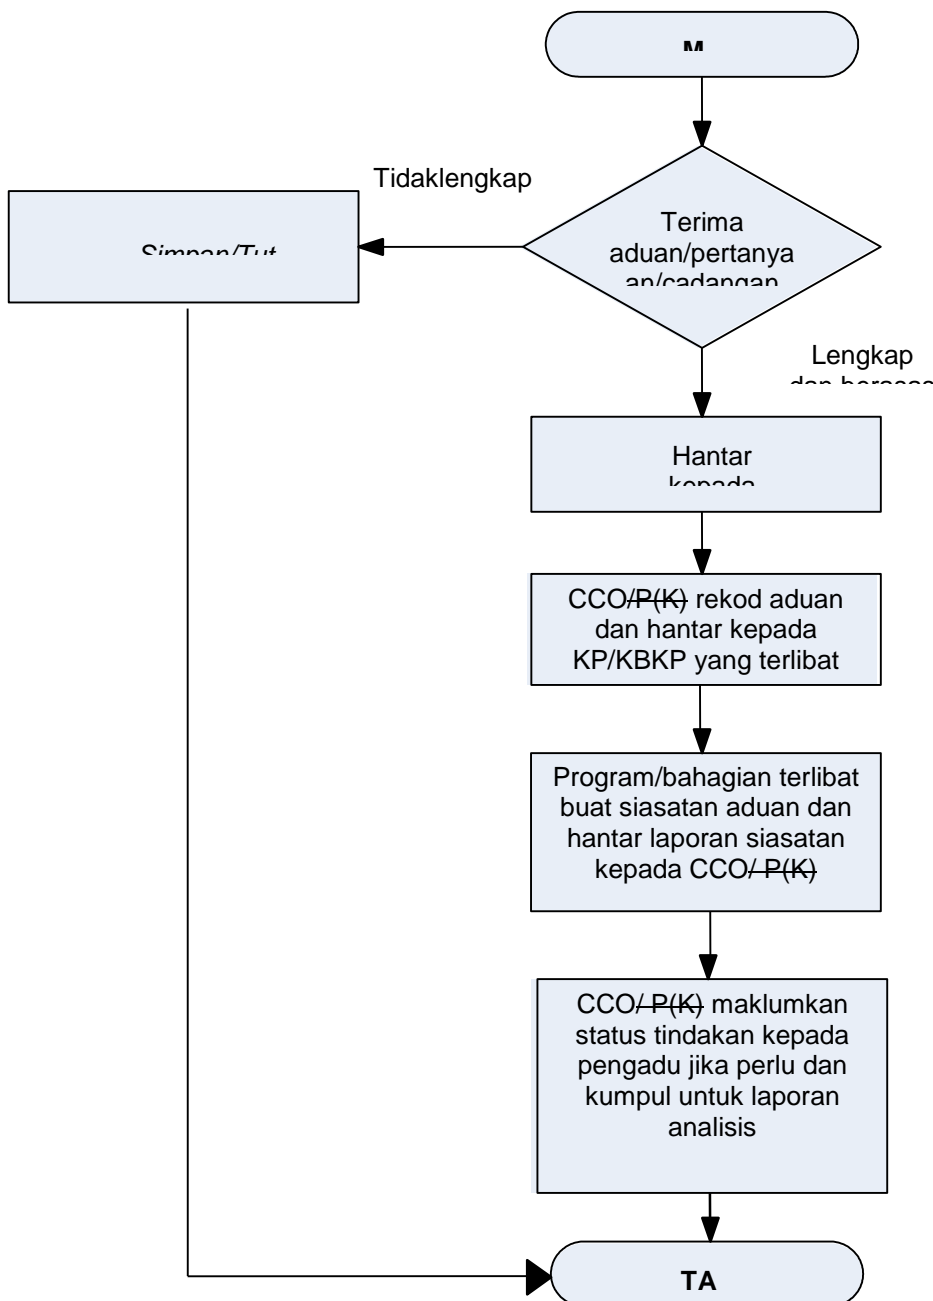 M
Tidaklengkap
Terima
aduan/pertanya
an/cadangan
Simpan/Tut
Lengkap
dan berasas
Hantar
kepada
CCO/P(K) rekod aduan
dan hantar kepada
KP/KBKP yang terlibat
Program/bahagian terlibat
buat siasatan aduan dan
hantar laporan siasatan
kepada CCO/ P(K)
CCO/ P(K) maklumkan
status tindakan kepada
pengadu jika perlu dan
kumpul untuk laporan
analisis
TA